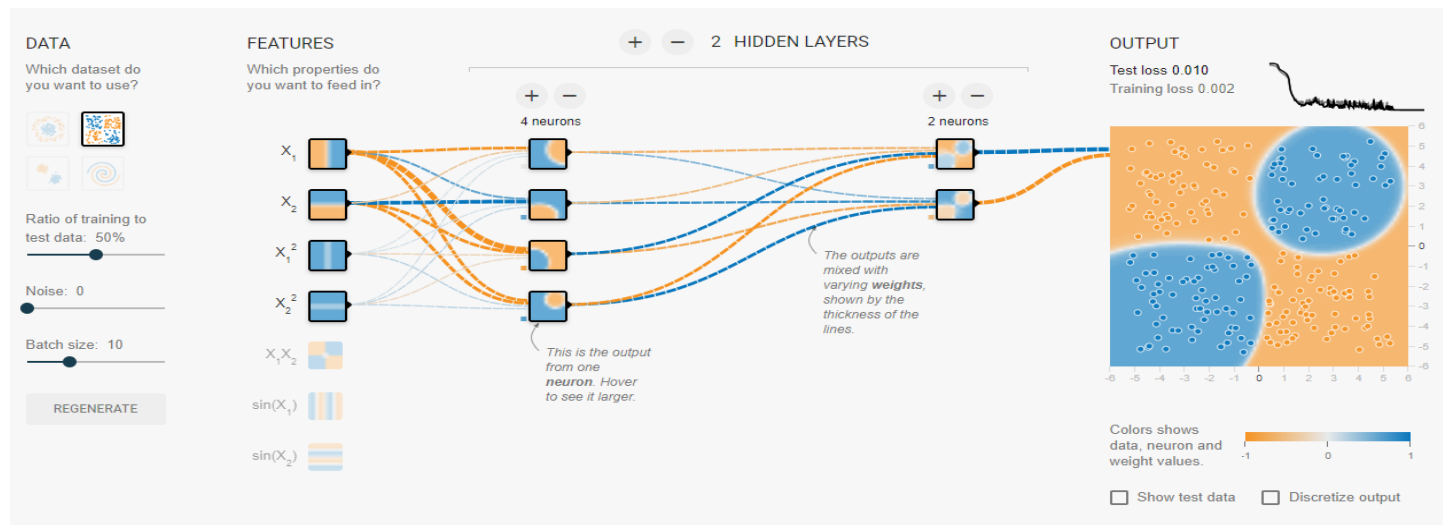 DATA
Which dataset do
you want to use?
Ratio of training to
test data: 50%
Noise: 0
Batch size: 10
REGENERATE
FEATURES
Which properties do
you want to feed in?
X1
X2
X1²
X2²
X1X2
sin(X1)
sin(X2)
+ − 2 HIDDEN LAYERS
+ −
4 neurons
+ −
2 neurons
This is the output
from one
neuron. Hover
to see it larger.
The outputs are
mixed with
varying weights,
shown by the
thickness of the
lines.
OUTPUT
Test loss 0.010
Training loss 0.002
6
5
4
3
2
1
0
-1
-2
-3
-4
-5
-6
-6 -5 -4 -3 -2 -1 0 1 2 3 4 5 6
Colors shows
data, neuron and
weight values.
-1 0 1
Show test data
Discretize output